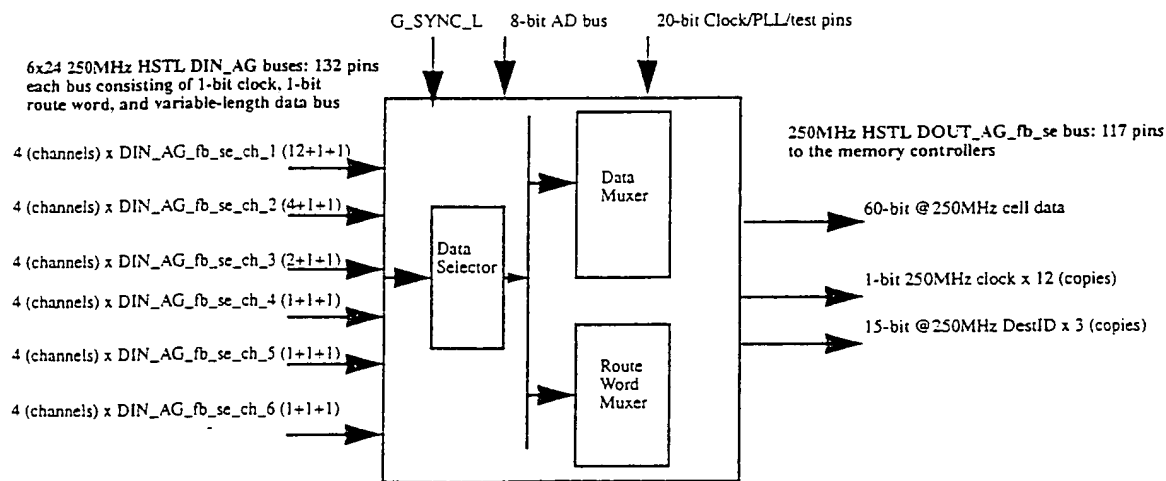 G_SYNC_L
8-bit AD bus
20-bit Clock/PLL/test pins
6x24 250MHz HSTL DIN_AG buses: 132 pins
each bus consisting of 1-bit clock, 1-bit
route word, and variable-length data bus
4 (channels) x DIN_AG_fb_se_ch_1 (12+1+1)
4 (channels) x DIN_AG_fb_se_ch_2 (4+1+1)
4 (channels) x DIN_AG_fb_se_ch_3 (2+1+1)
4 (channels) x DIN_AG_fb_se_ch_4 (1+1+1)
4 (channels) x DIN_AG_fb_se_ch_5 (1+1+1)
4 (channels) x DIN_AG_fb_se_ch_6 (1+1+1)
Data
Selector
Data
Muxer
Route
Word
Muxer
250MHz HSTL DOUT_AG_fb_se bus: 117 pins
to the memory controllers
60-bit @250MHz cell data
1-bit 250MHz clock x 12 (copies)
15-bit @250MHz DestID x 3 (copies)